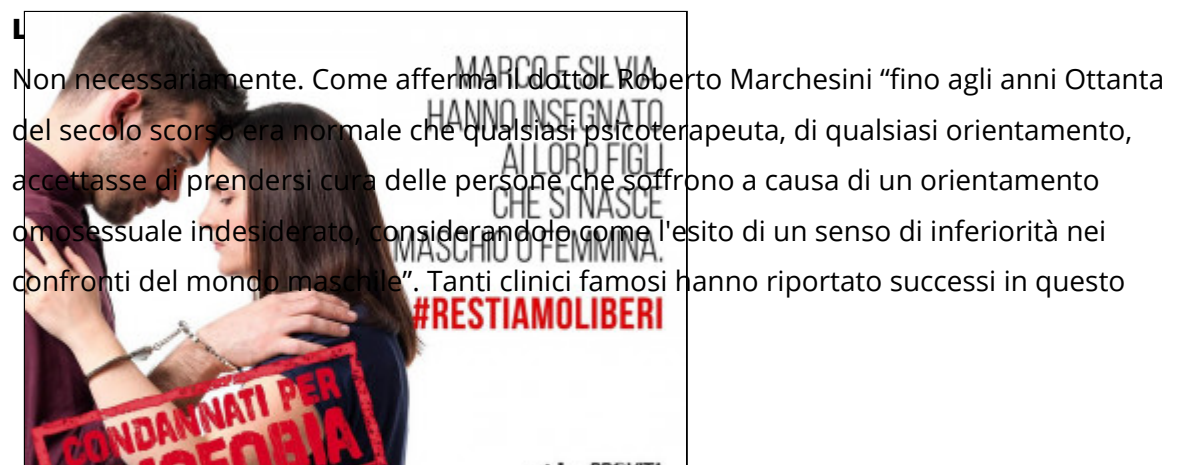 L
Non necessariamente. Come afferma il dottor Roberto Marchesini “fino agli anni Ottanta
del secolo scorso era normale che qualsiasi psicoterapeuta, di qualsiasi orientamento,
accettasse di prendersi cura delle persone che soffrono a causa di un orientamento
omosessuale indesiderato, considerandolo come l'esito di un senso di inferiorità nei
confronti del mondo maschile”. Tanti clinici famosi hanno riportato successi in questo
MARCO E SILVIA,
HANNO INSEGNATO
AI LORO FIGLI
CHE SI NASCE
MASCHIO O FEMMINA.
#RESTIAMOLIBERI
CONDANNATI PER